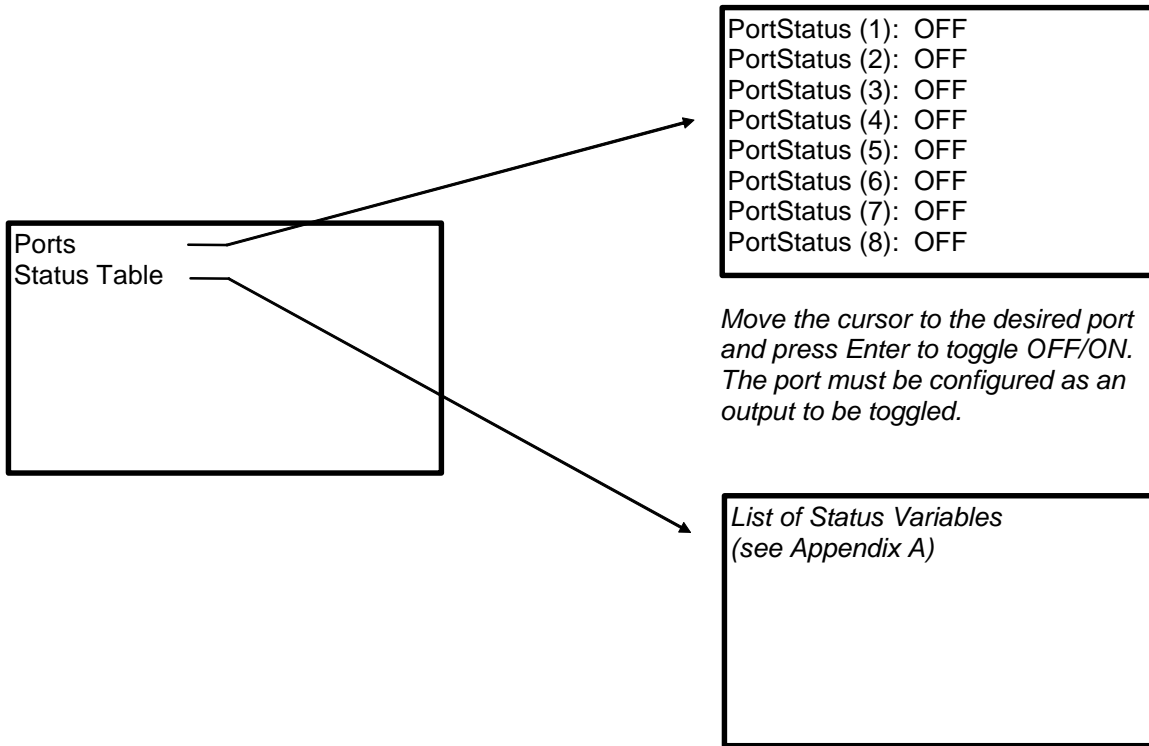 Ports
Status Table
PortStatus (1):  OFF
PortStatus (2):  OFF
PortStatus (3):  OFF
PortStatus (4):  OFF
PortStatus (5):  OFF
PortStatus (6):  OFF
PortStatus (7):  OFF
PortStatus (8):  OFF
Move the cursor to the desired port
and press Enter to toggle OFF/ON.
The port must be configured as an
output to be toggled.
List of Status Variables
(see Appendix A)